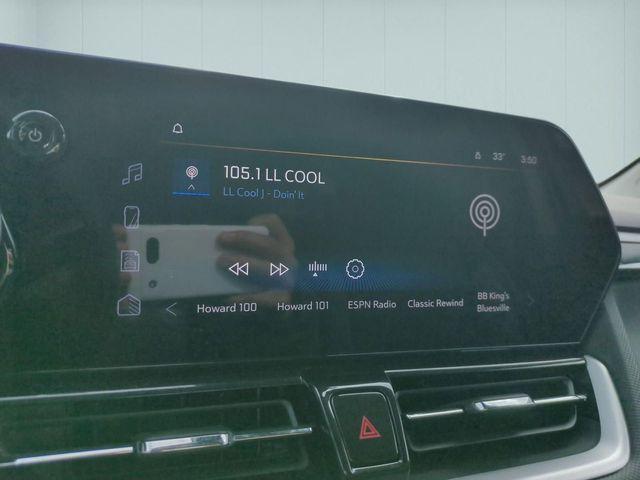 33° 3:50
105.1 LL COOL
LL Cool J - Doin' It
Howard 100 Howard 101 ESPN Radio Classic Rewind BB King's
Bluesville